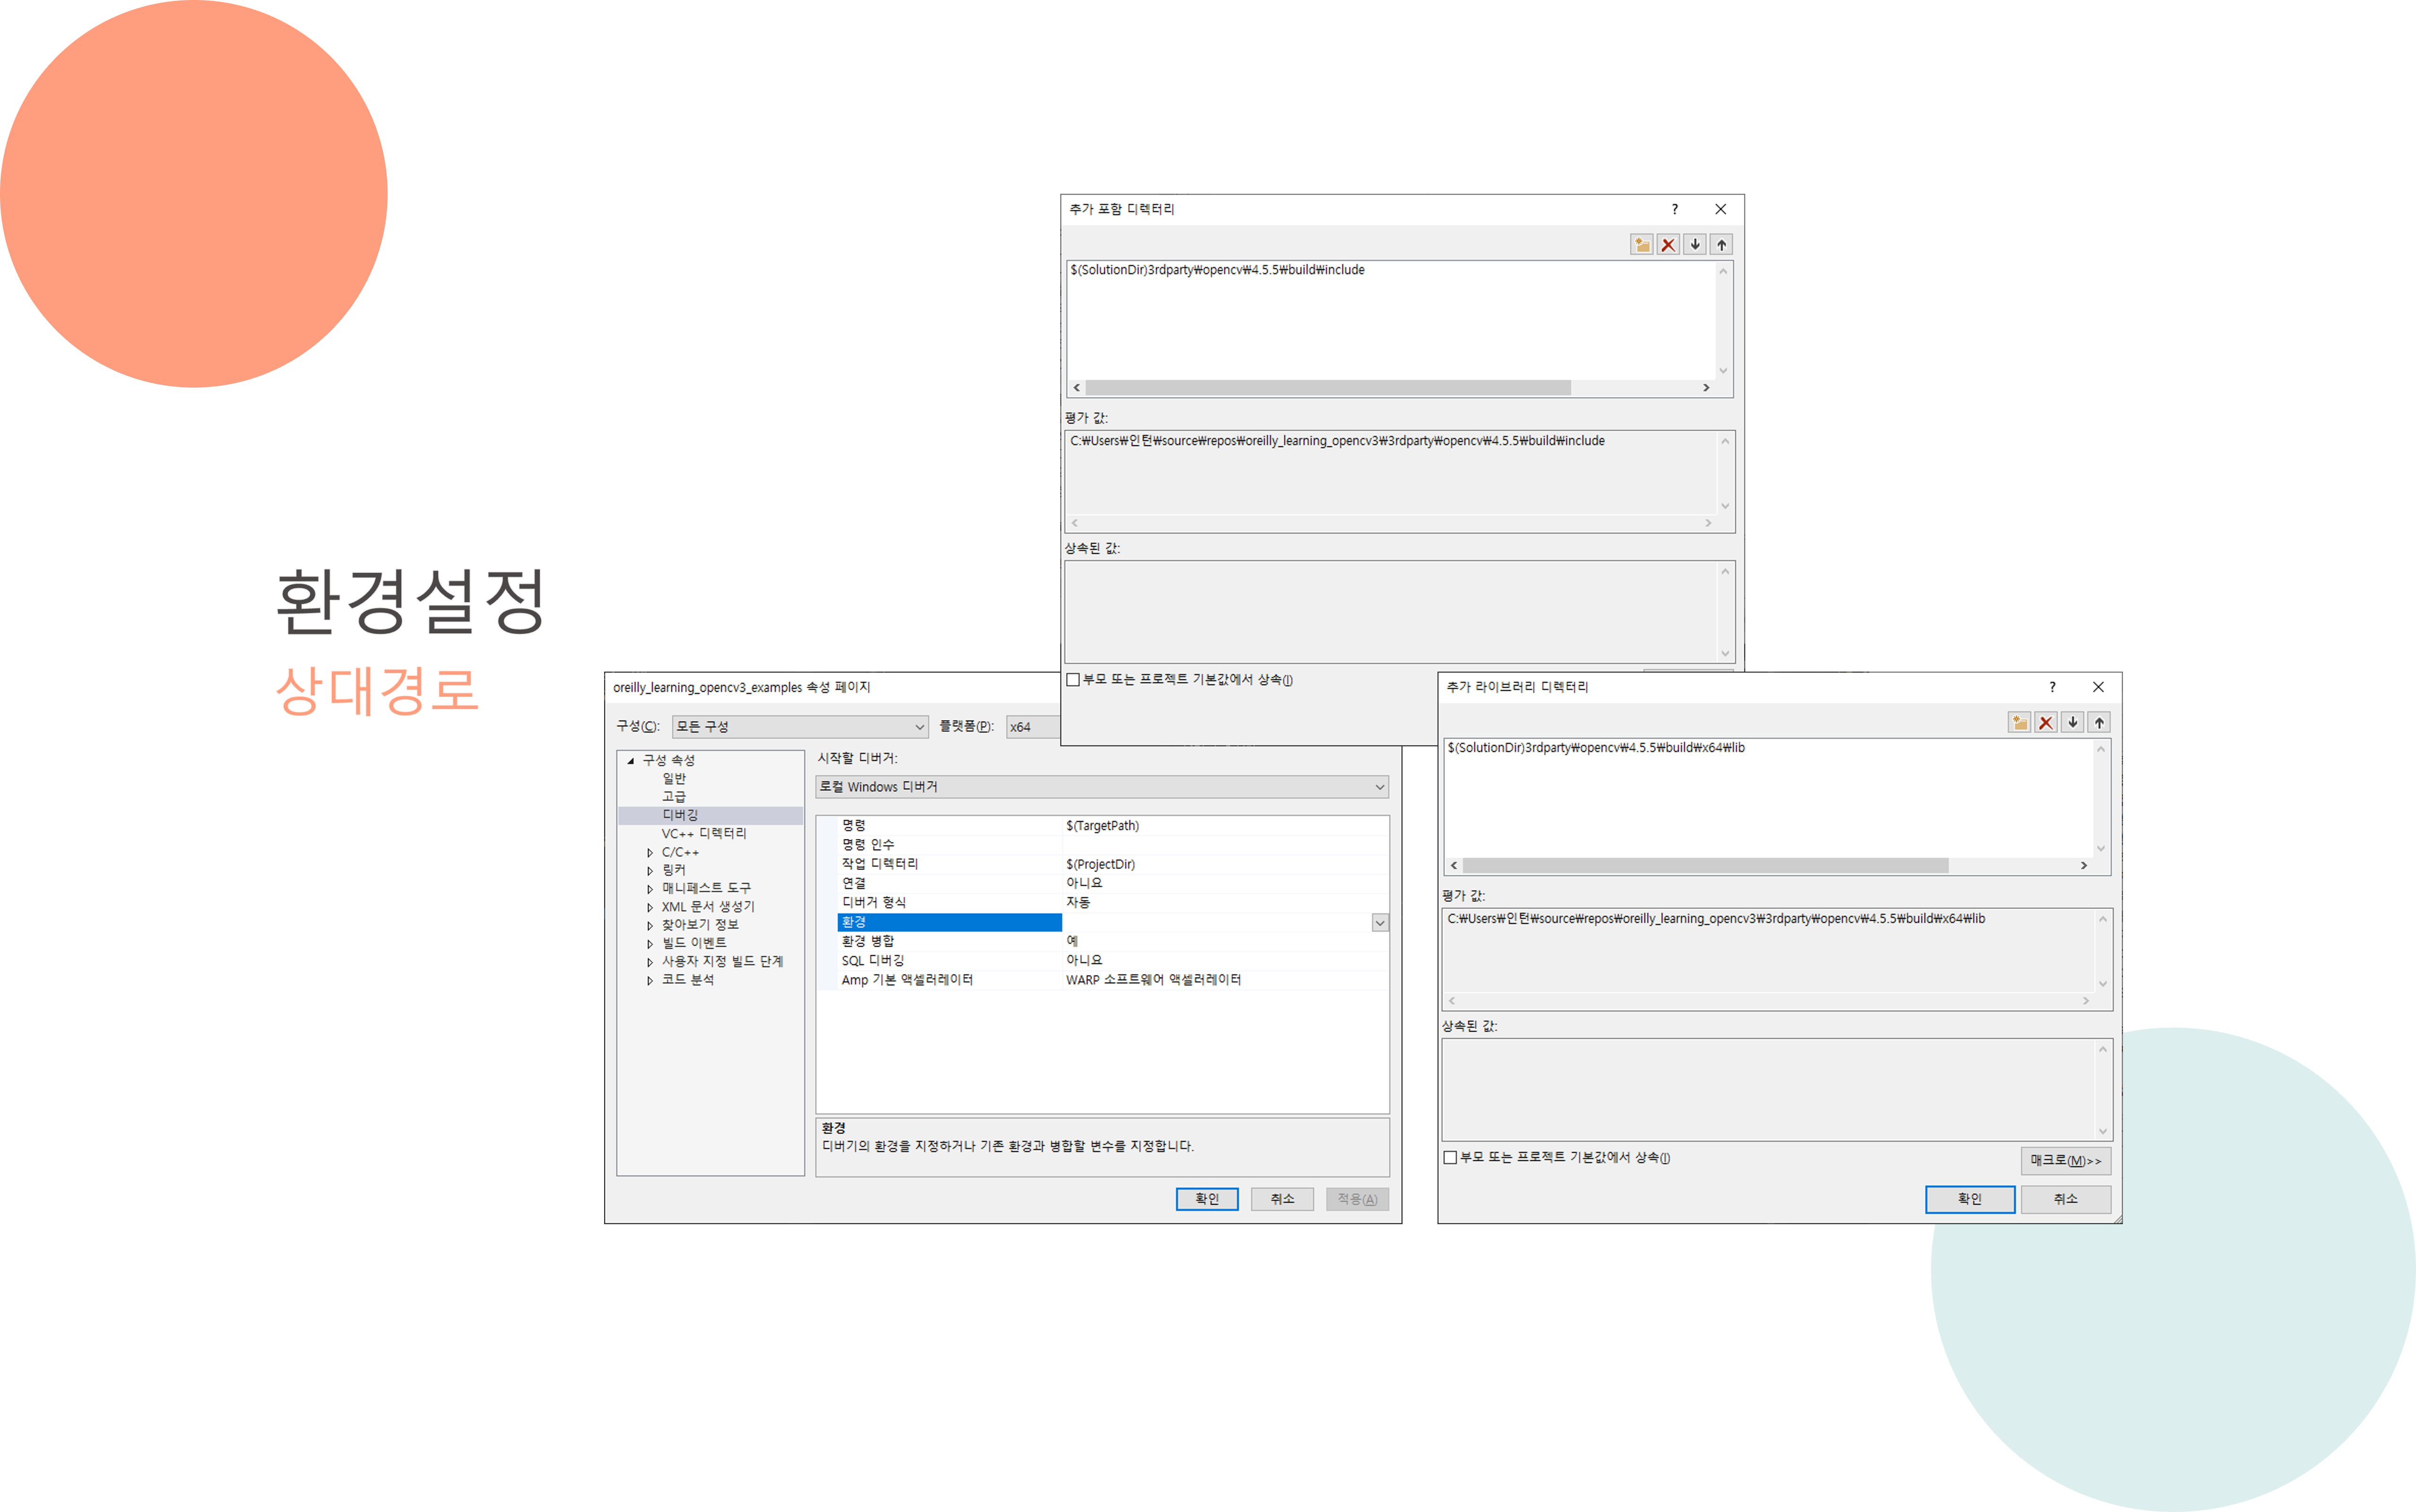 환경설정
상대경로
추가 포함 디렉터리
$(SolutionDir)3rdparty₩opencv₩4.5.5₩build₩include
평가 값:
C:₩Users₩인턴₩source₩repos₩oreilly_learning_opencv3₩3rdparty₩opencv₩4.5.5₩build₩include
상속된 값:
부모 또는 프로젝트 기본값에서 상속(I)
oreilly_learning_opencv3_examples 속성 페이지
구성(C): 모든 구성 플랫폼(P): x64
구성 속성
일반
고급
디버깅
VC++ 디렉터리
C/C++
링커
매니페스트 도구
XML 문서 생성기
찾아보기 정보
빌드 이벤트
사용자 지정 빌드 단계
코드 분석
시작할 디버거:
로컬 Windows 디버거
명령 $(TargetPath)
명령 인수
작업 디렉터리 $(ProjectDir)
연결 아니요
디버거 형식 자동
환경
환경 병합 예
SQL 디버깅 아니요
Amp 기본 액셀러레이터 WARP 소프트웨어 액셀러레이터
환경
디버기의 환경을 지정하거나 기존 환경과 병합할 변수를 지정합니다.
확인 취소 적용(A)
추가 라이브러리 디렉터리
$(SolutionDir)3rdparty₩opencv₩4.5.5₩build₩x64₩lib
평가 값:
C:₩Users₩인턴₩source₩repos₩oreilly_learning_opencv3₩3rdparty₩opencv₩4.5.5₩build₩x64₩lib
상속된 값:
부모 또는 프로젝트 기본값에서 상속(I)
매크로(M)>>
확인 취소